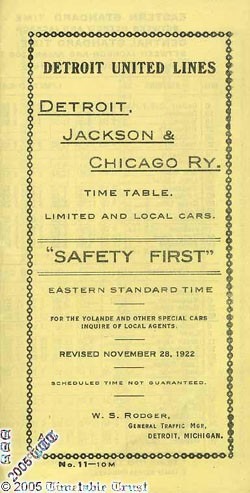 DETROIT UNITED LINES
DETROIT,
JACKSON &
CHICAGO RY.
TIME TABLE.
LIMITED AND LOCAL CARS.
"SAFETY FIRST"
EASTERN STANDARD TIME
FOR THE YOLANDE AND OTHER SPECIAL CARS
INQUIRE OF LOCAL AGENTS.
REVISED NOVEMBER 28, 1922
SCHEDULED TIME NOT GUARANTEED.
W. S. RODGER,
GENERAL TRAFFIC MGR,
DETROIT, MICHIGAN.
No. 11—10M
2005
© 2005 Timetable Trust